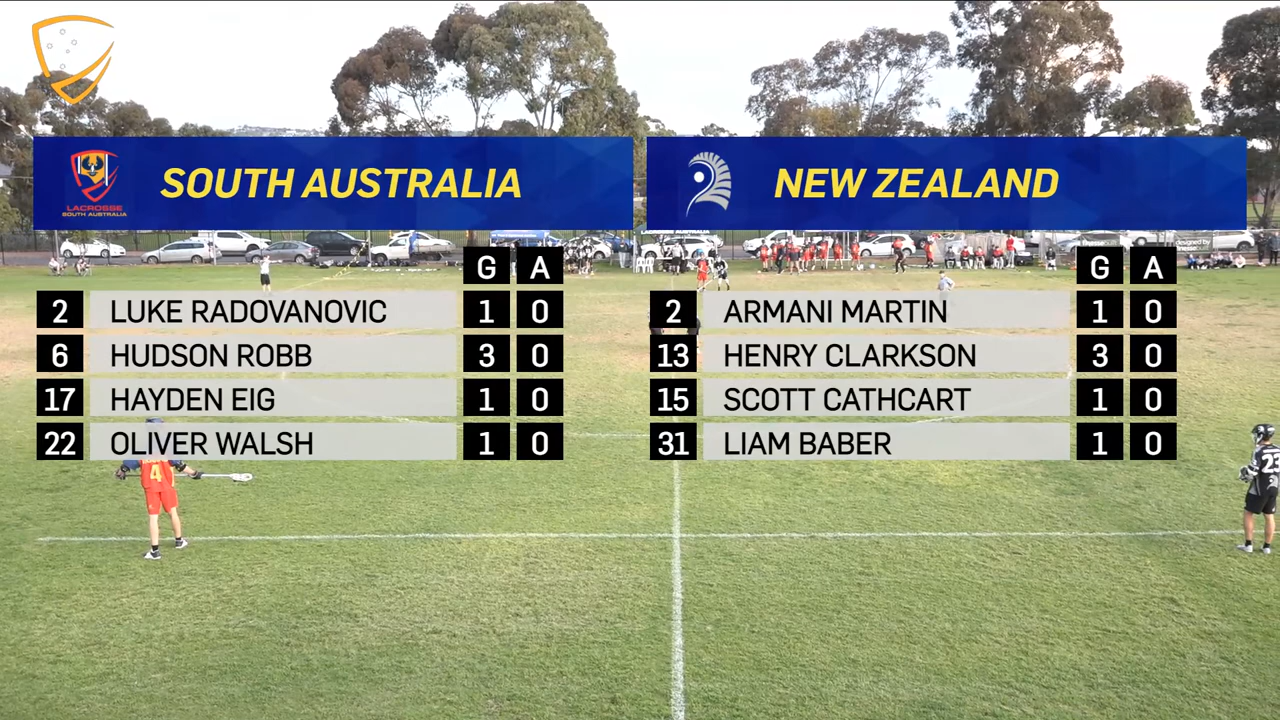 SOUTH AUSTRALIA
LACROSSE
SOUTH AUSTRALIA
G A
2 LUKE RADOVANOVIC 1 0
6 HUDSON ROBB 3 0
17 HAYDEN EIG 1 0
22 OLIVER WALSH 1 0
NEW ZEALAND
G A
2 ARMANI MARTIN 1 0
13 HENRY CLARKSON 3 0
15 SCOTT CATHCART 1 0
31 LIAM BABER 1 0
4
23
designed by